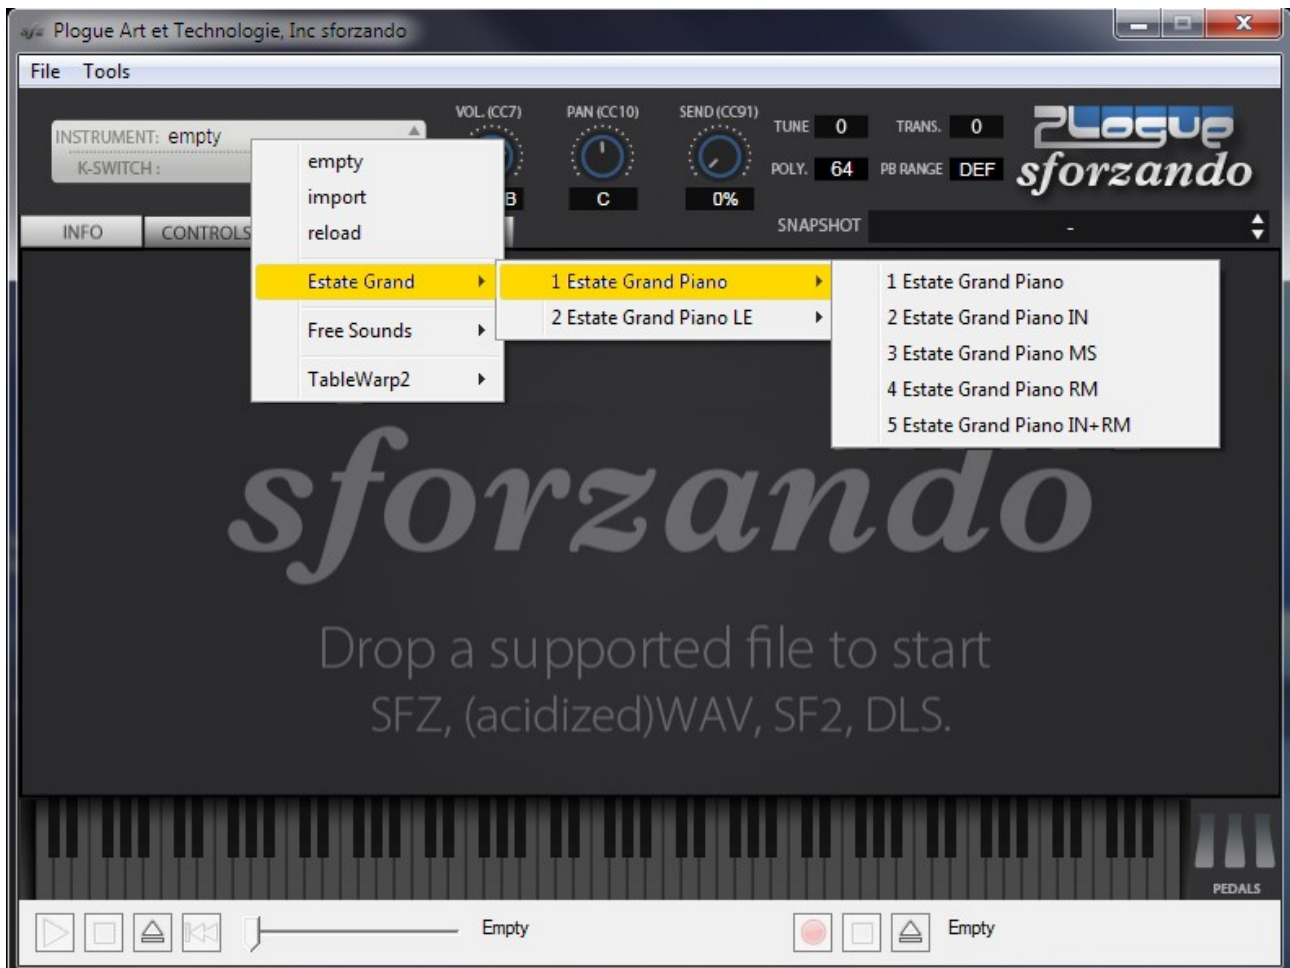 sfz Plogue Art et Technologie, Inc sforzando
File Tools
INSTRUMENT: empty
K-SWITCH :
VOL. (CC7)
PAN (CC10)
SEND (CC91)
B
C
0%
TUNE 0
TRANS. 0
POLY. 64
PB RANGE DEF
PLOGUE
sforzando
INFO
CONTROLS
SNAPSHOT -
empty
import
reload
Estate Grand
Free Sounds
TableWarp2
1 Estate Grand Piano
2 Estate Grand Piano LE
1 Estate Grand Piano
2 Estate Grand Piano IN
3 Estate Grand Piano MS
4 Estate Grand Piano RM
5 Estate Grand Piano IN+RM
sforzando
Drop a supported file to start
SFZ, (acidized)WAV, SF2, DLS.
PEDALS
Empty
Empty